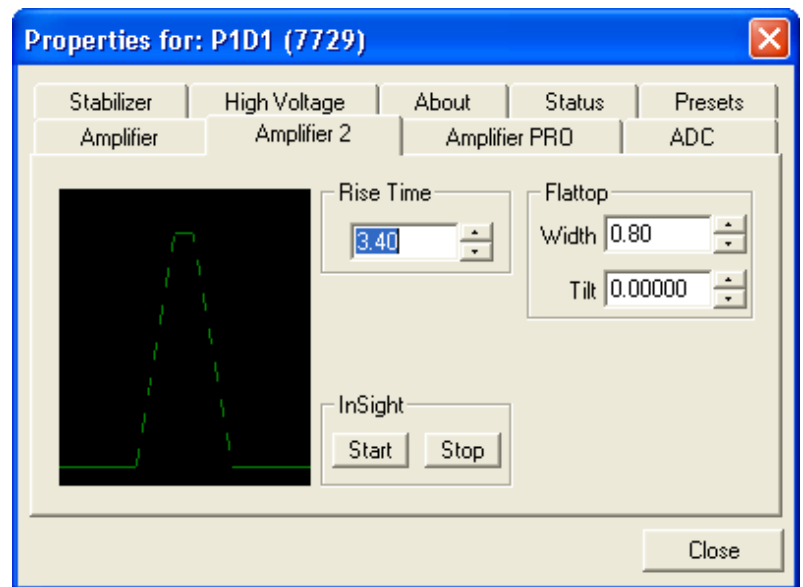 Properties for: P1D1 (7729)
Stabilizer High Voltage About Status Presets
Amplifier Amplifier 2 Amplifier PRO ADC
Rise Time
3.40
Flattop
Width 0.80
Tilt 0.00000
InSight
Start Stop
Close